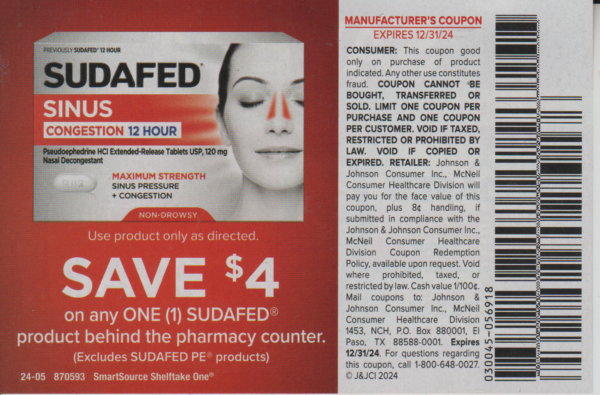 PREVIOUSLY SUDAFED® 12 HOUR
SUDAFED®
SINUS
CONGESTION 12 HOUR
Pseudoephedrine HCl Extended-Release Tablets USP, 120 mg
Nasal Decongestant
MAXIMUM STRENGTH
SINUS PRESSURE
+ CONGESTION
NON-DROWSY
Use product only as directed.
SAVE $4
on any ONE (1) SUDAFED®
product behind the pharmacy counter.
(Excludes SUDAFED PE® products)
24-05 870593 SmartSource Shelftake One®
MANUFACTURER'S COUPON
EXPIRES 12/31/24
CONSUMER: This coupon good
only on purchase of product
indicated. Any other use constitutes
fraud. COUPON CANNOT BE
BOUGHT, TRANSFERRED OR
SOLD. LIMIT ONE COUPON PER
PURCHASE AND ONE COUPON
PER CUSTOMER. VOID IF TAXED,
RESTRICTED OR PROHIBITED BY
LAW. VOID IF COPIED OR
EXPIRED. RETAILER: Johnson &
Johnson Consumer Inc., McNeil
Consumer Healthcare Division will
pay you for the face value of this
coupon, plus 8¢ handling, if
submitted in compliance with the
Johnson & Johnson Consumer Inc.,
McNeil Consumer Healthcare
Division Coupon Redemption
Policy, available upon request. Void
where prohibited, taxed, or
restricted by law. Cash value 1/100¢.
Mail coupons to: Johnson &
Johnson Consumer Inc., McNeil
Consumer Healthcare Division
1453, NCH, P.O. Box 880001, El
Paso, TX 88588-0001. Expires
12/31/24. For questions regarding
this coupon, call 1-800-648-0027.
© J&JCI 2024
030045-056918